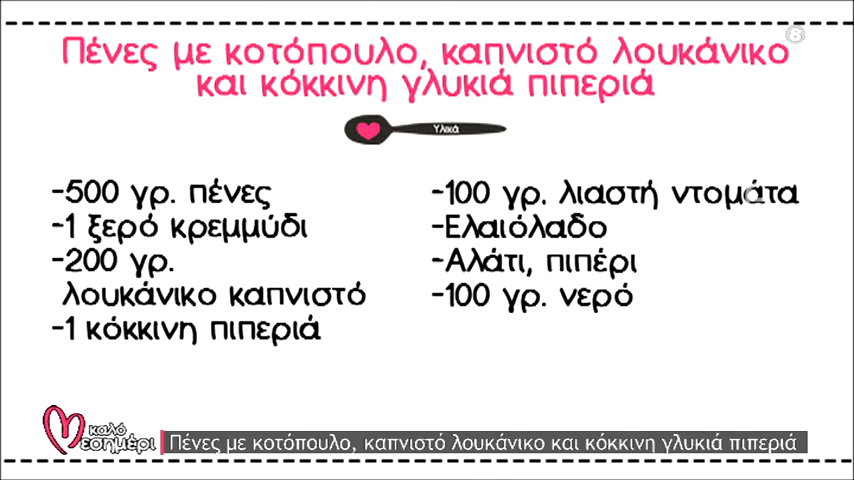 Πένες με κοτόπουλο, καπνιστό λουκάνικο
και κόκκινη γλυκιά πιπεριά
Υλικά
-500 γρ. πένες
-1 ξερό κρεμμύδι
-200 γρ.
λουκάνικο καπνιστό
-1 κόκκινη πιπεριά
-100 γρ. λιαστή ντομάτα
-Ελαιόλαδο
-Αλάτι, πιπέρι
-100 γρ. νερό
καλό
μεσημέρι
Πένες με κοτόπουλο, καπνιστό λουκάνικο και κόκκινη γλυκιά πιπεριά
8